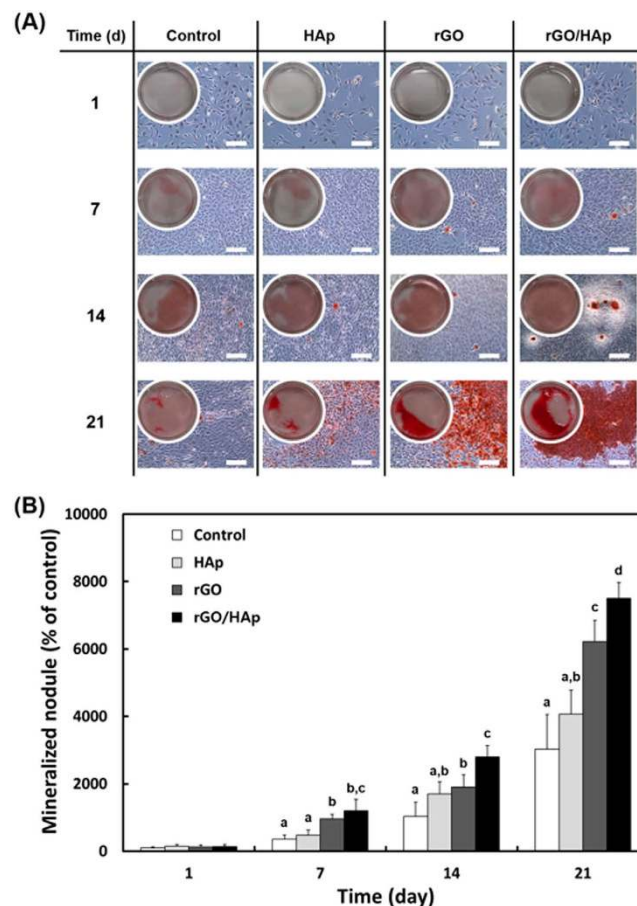 (A)
Time (d) Control HAp rGO rGO/HAp
1
7
14
21
(B)
Mineralized nodule (% of control)
10000
8000
6000
4000
2000
0
Control
HAp
rGO
rGO/HAp
a a b b,c
a a,b b c
a a,b c d
1 7 14 21
Time (day)